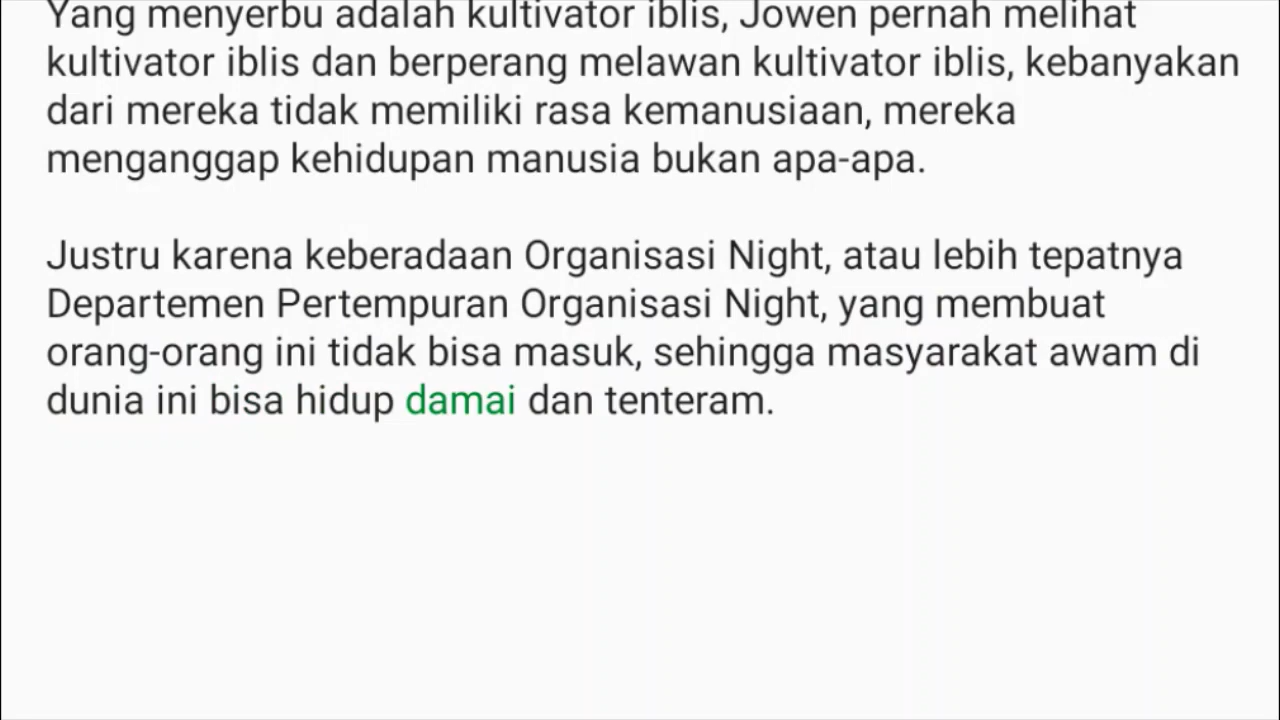 Yang menyerbu adalah kultivator iblis, Jowen pernah melihat
kultivator iblis dan berperang melawan kultivator iblis, kebanyakan
dari mereka tidak memiliki rasa kemanusiaan, mereka
menganggap kehidupan manusia bukan apa-apa.
Justru karena keberadaan Organisasi Night, atau lebih tepatnya
Departemen Pertempuran Organisasi Night, yang membuat
orang-orang ini tidak bisa masuk, sehingga masyarakat awam di
dunia ini bisa hidup damai dan tenteram.